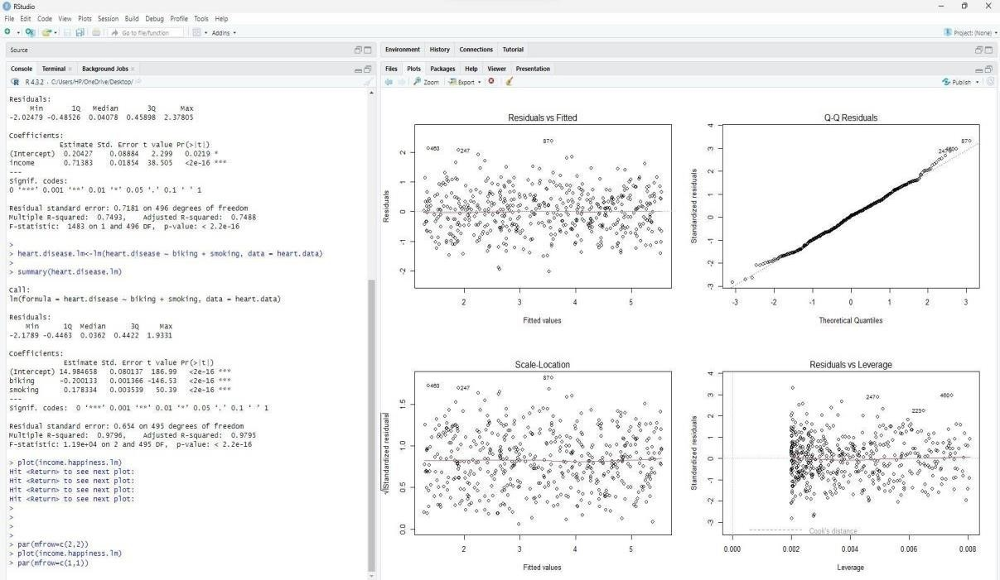 RStudio
File Edit Code View Plots Session Build Debug Profile Tools Help
Go to file/function
Addins
Project: (None)
Source
Console Terminal Background Jobs
R 4.3.2 . C:/Users/HP/OneDrive/Desktop/
Residuals:
Min 1Q Median 3Q Max
-2.02479 -0.48526 0.04078 0.45898 2.37805
Coefficients:
Estimate Std. Error t value Pr(>|t|)
(Intercept) 0.20427 0.08884 2.299 0.0219 *
income 0.71383 0.01854 38.505 <2e-16 ***
---
Signif. codes:
0 ‘***’ 0.001 ‘**’ 0.01 ‘*’ 0.05 ‘.’ 0.1 ‘ ’ 1
Residual standard error: 0.7181 on 496 degrees of freedom
Multiple R-squared: 0.7493, Adjusted R-squared: 0.7488
F-statistic: 1483 on 1 and 496 DF, p-value: < 2.2e-16
>
> heart.disease.lm<-lm(heart.disease ~ biking + smoking, data = heart.data)
>
> summary(heart.disease.lm)
Call:
lm(formula = heart.disease ~ biking + smoking, data = heart.data)
Residuals:
Min 1Q Median 3Q Max
-2.1789 -0.4463 0.0362 0.4422 1.9331
Coefficients:
Estimate Std. Error t value Pr(>|t|)
(Intercept) 14.984658 0.080137 186.99 <2e-16 ***
biking -0.200133 0.001366 -146.53 <2e-16 ***
smoking 0.178334 0.003539 50.39 <2e-16 ***
---
Signif. codes: 0 ‘***’ 0.001 ‘**’ 0.01 ‘*’ 0.05 ‘.’ 0.1 ‘ ’ 1
Residual standard error: 0.654 on 495 degrees of freedom
Multiple R-squared: 0.9796, Adjusted R-squared: 0.9795
F-statistic: 1.19e+04 on 2 and 495 DF, p-value: < 2.2e-16
> plot(income.happiness.lm)
Hit <Return> to see next plot:
Hit <Return> to see next plot:
Hit <Return> to see next plot:
Hit <Return> to see next plot:
>
>
>
>
> par(mfrow=c(2,2))
> plot(income.happiness.lm)
> par(mfrow=c(1,1))
Environment History Connections Tutorial
Files Plots Packages Help Viewer Presentation
Zoom Export Publish
Residuals vs Fitted
Residuals
2
1
0
-1
-2
460 247 87
2 3 4 5
Fitted values
Q-Q Residuals
Standardized residuals
4
3
2
1
0
-1
-2
-3
247 460 87
-3 -2 -1 0 1 2 3
Theoretical Quantiles
Scale-Location
√|Standardized residuals|
1.5
1.0
0.5
0.0
460 247 87
2 3 4 5
Fitted values
Residuals vs Leverage
Standardized residuals
4
3
2
1
0
-1
-2
-3
247 460
223
Cook's distance
0.000 0.002 0.004 0.006 0.008
Leverage